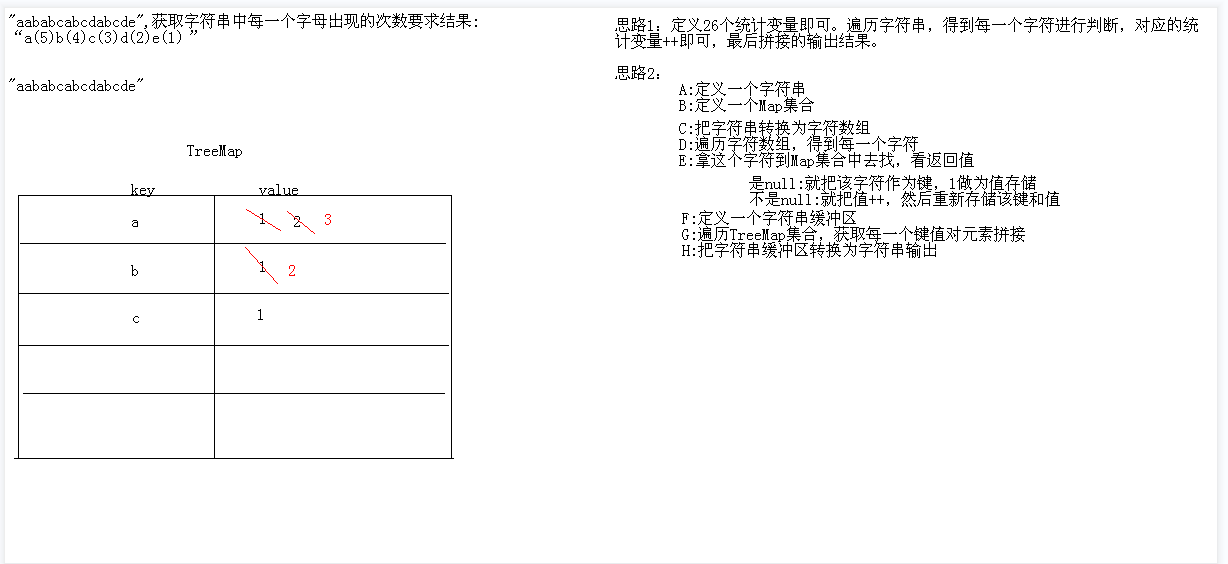 "aababcabcdabcde",获取字符串中每一个字母出现的次数要求结果:
“a(5)b(4)c(3)d(2)e(1)”
"aababcabcdabcde"
TreeMap
key value
a 1 2 3
b 1 2
c 1
思路1：定义26个统计变量即可。遍历字符串，得到每一个字符进行判断，对应的统
计变量++即可，最后拼接的输出结果。
思路2：
A:定义一个字符串
B:定义一个Map集合
C:把字符串转换为字符数组
D:遍历字符数组，得到每一个字符
E:拿这个字符到Map集合中去找，看返回值
是null:就把该字符作为键，1做为值存储
不是null:就把值++，然后重新存储该键和值
F:定义一个字符串缓冲区
G:遍历TreeMap集合，获取每一个键值对元素拼接
H:把字符串缓冲区转换为字符串输出